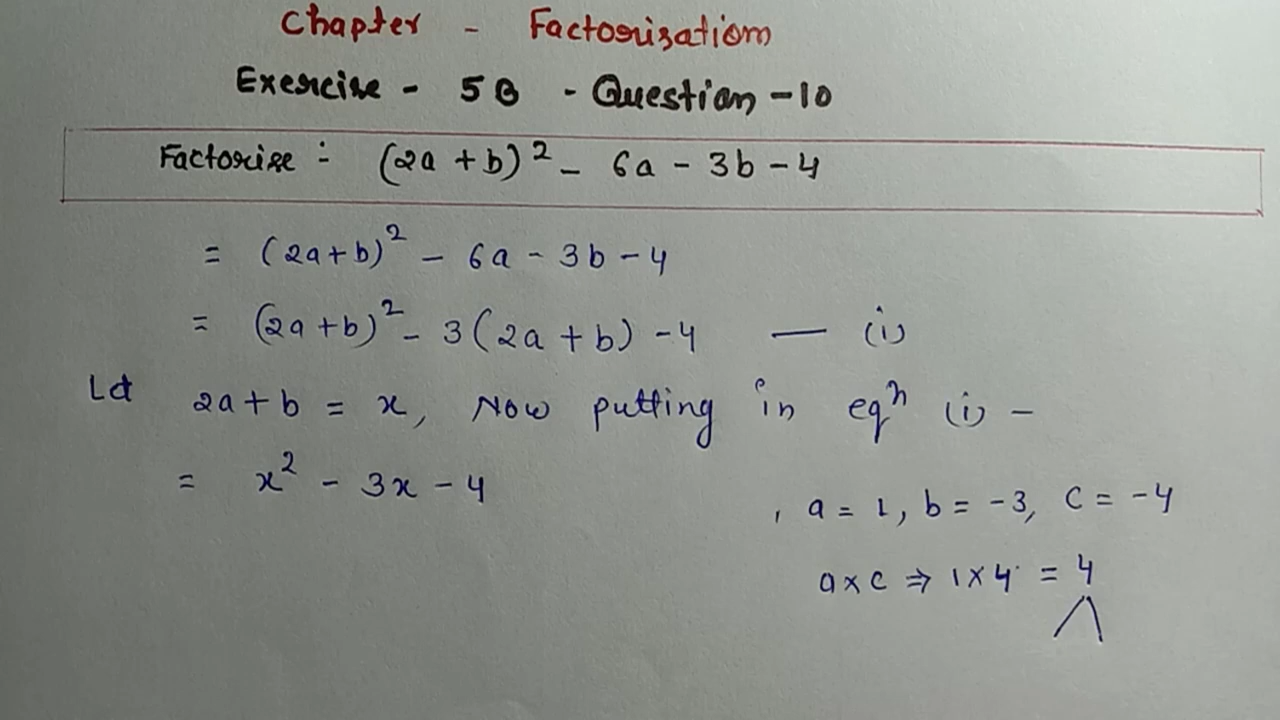 Chapter - Factorisation
Exercise - 5B - Question -10
Factorise :- (2a + b)² - 6a - 3b - 4
= (2a+b)² - 6a - 3b - 4
= (2a+b)² - 3(2a + b) - 4 — (i)
Let 2a+b = x, Now putting in eqⁿ (i) -
= x² - 3x - 4
, a = 1, b = -3, c = -4
a×c ⇒ 1×4 = 4